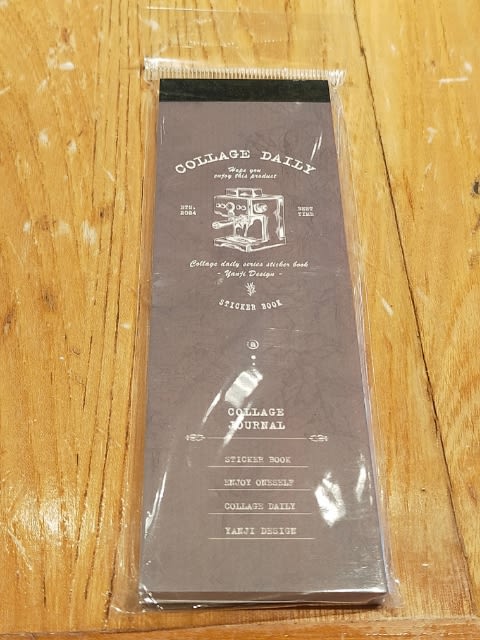 COLLAGE DAILY
Hope you
enjoy this product
BTS.
2024
BEST
TIME
Collage daily series sticker book
- Yanji Design -
STICKER BOOK
COLLAGE
JOURNAL
STICKER BOOK
ENJOY ONESELF
COLLAGE DAILY
YANJI DESIGN